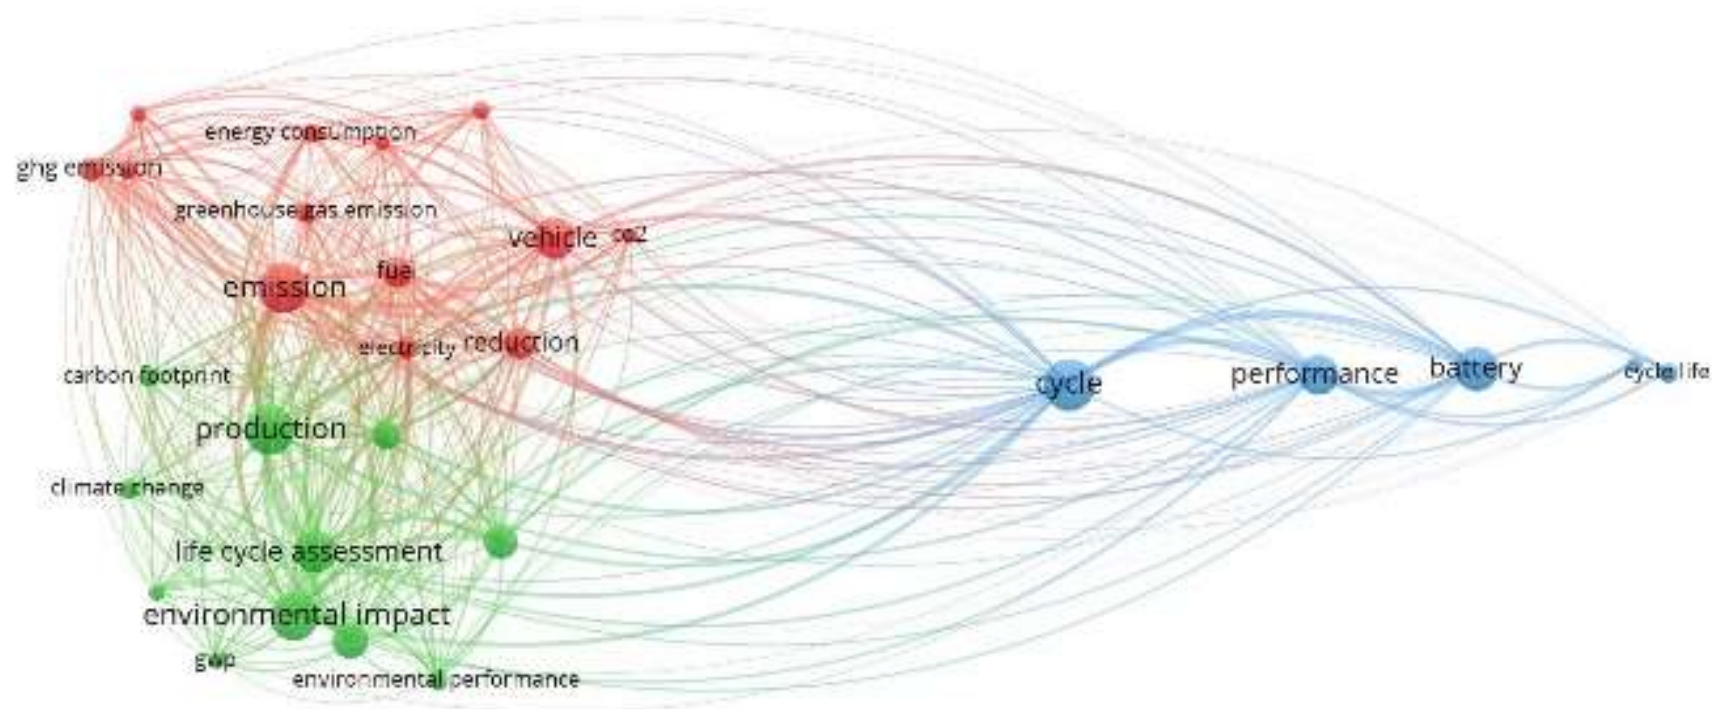 energy consumption
ghg emission
greenhouse gas emission
vehicle
co2
fuel
emission
electricity
reduction
carbon footprint
production
climate change
life cycle assessment
environmental impact
gwp
environmental performance
cycle
performance
battery
cycle life